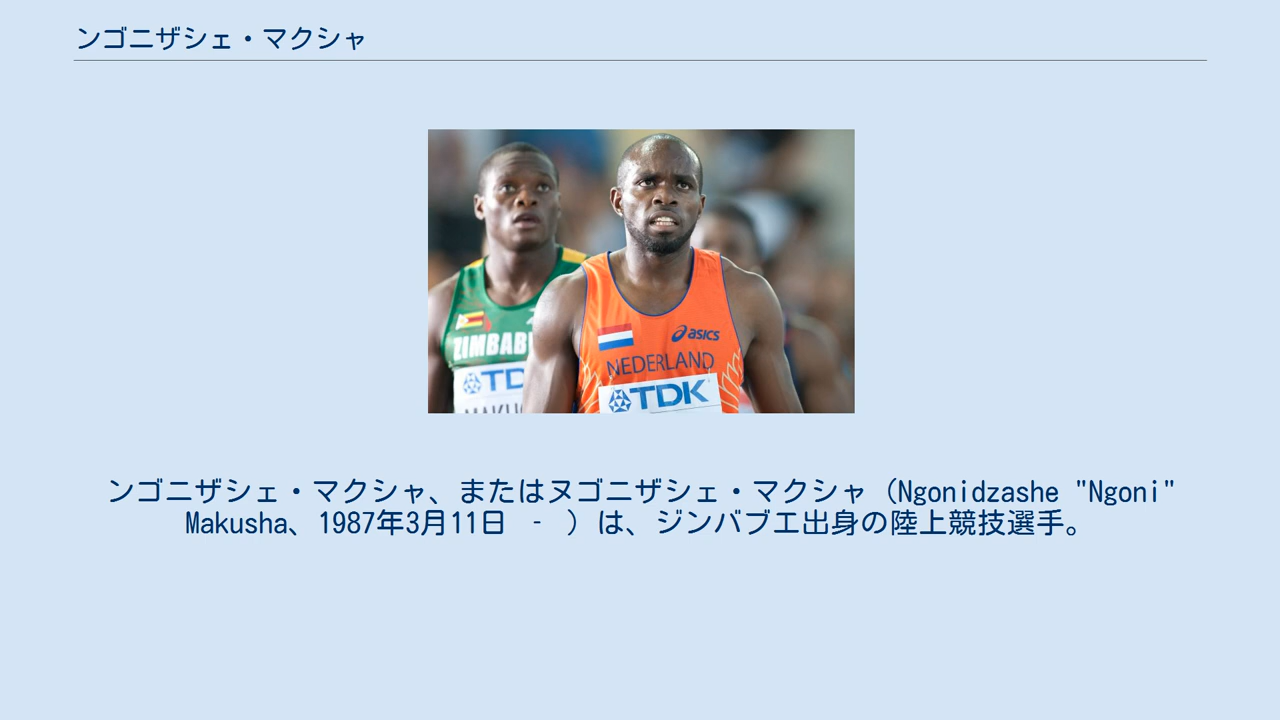 ンゴニザシェ・マクシャ
ZIMBAB
TD
MAKU
asics
NEDERLAND
TDK
ンゴニザシェ・マクシャ、またはヌゴニザシェ・マクシャ（Ngonidzashe "Ngoni"
Makusha、1987年3月11日 - ）は、ジンバブエ出身の陸上競技選手。